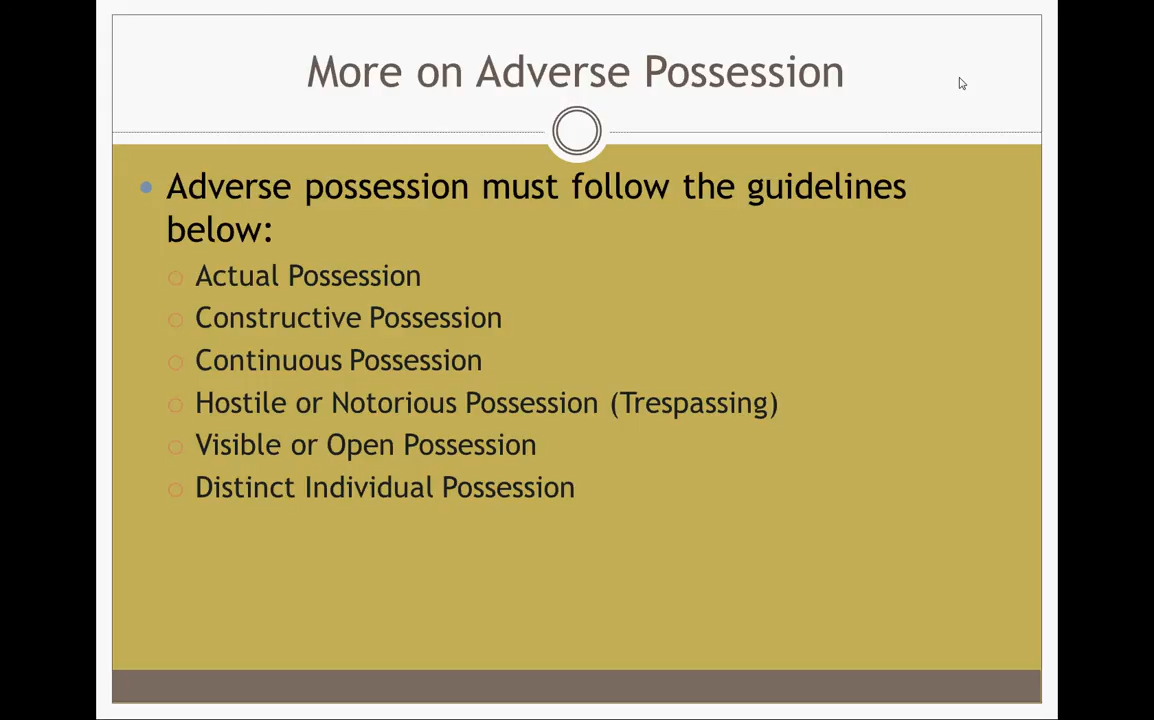 More on Adverse Possession
Adverse possession must follow the guidelines
below:
Actual Possession
Constructive Possession
Continuous Possession
Hostile or Notorious Possession (Trespassing)
Visible or Open Possession
Distinct Individual Possession